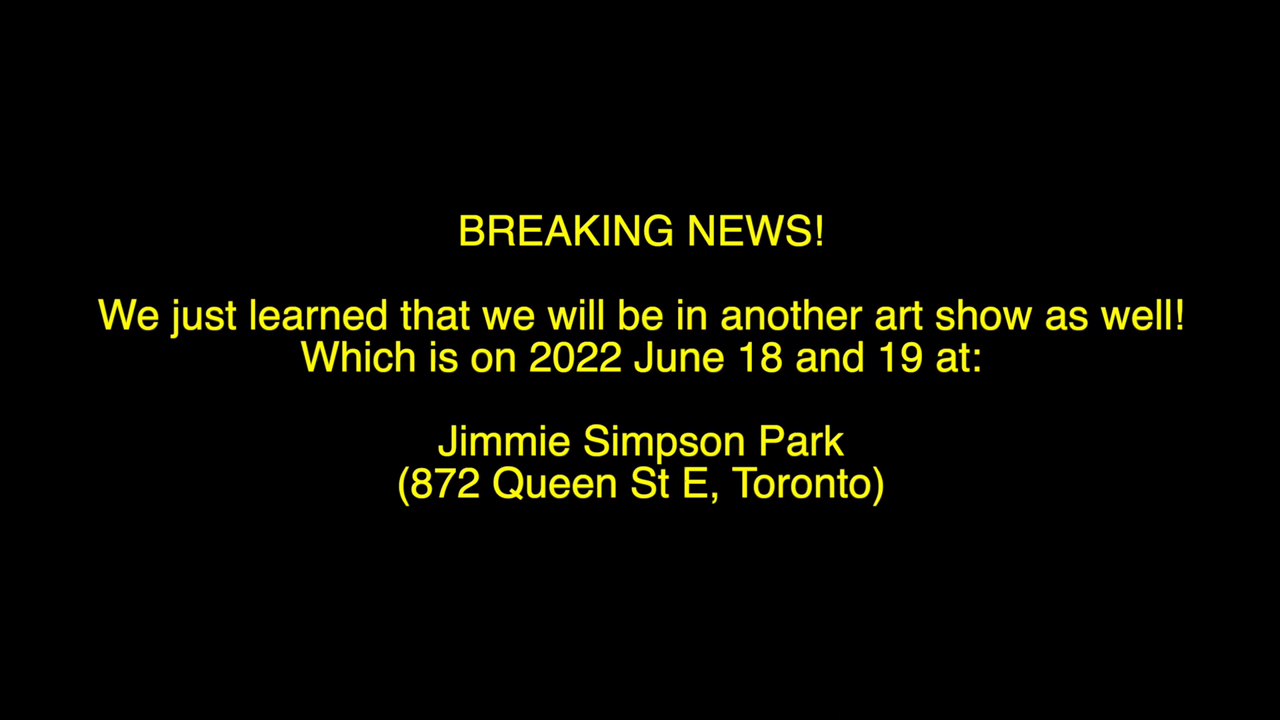 BREAKING NEWS!
We just learned that we will be in another art show as well!
Which is on 2022 June 18 and 19 at:
Jimmie Simpson Park
(872 Queen St E, Toronto)